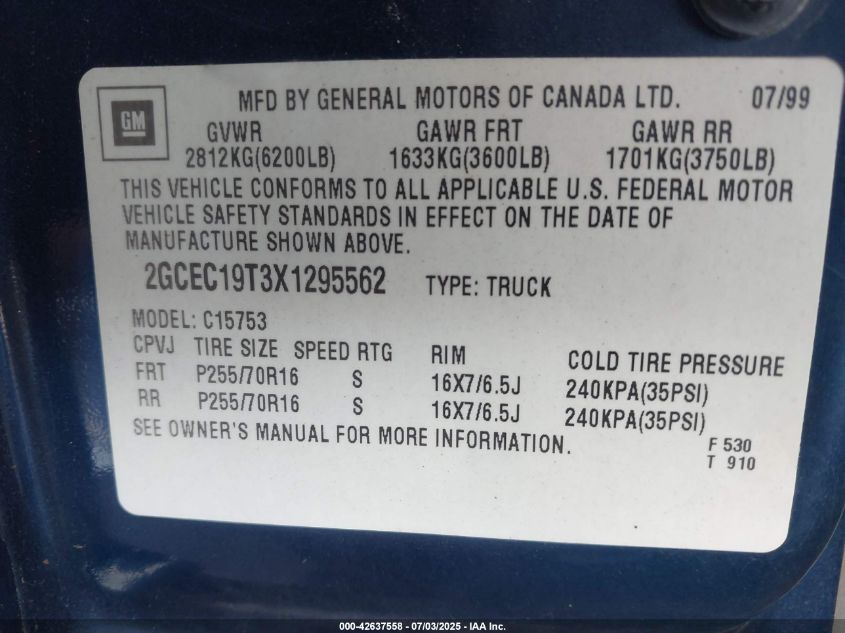 MFD BY GENERAL MOTORS OF CANADA LTD. 07/99
GM
GVWR GAWR FRT GAWR RR
2812KG(6200LB) 1633KG(3600LB) 1701KG(3750LB)
THIS VEHICLE CONFORMS TO ALL APPLICABLE U.S. FEDERAL MOTOR
VEHICLE SAFETY STANDARDS IN EFFECT ON THE DATE OF
MANUFACTURE SHOWN ABOVE.
2GCEC19T3X1295562 TYPE: TRUCK
MODEL: C15753
CPVJ TIRE SIZE SPEED RTG RIM COLD TIRE PRESSURE
FRT P255/70R16 S 16X7/6.5J 240KPA(35PSI)
RR P255/70R16 S 16X7/6.5J 240KPA(35PSI)
SEE OWNER'S MANUAL FOR MORE INFORMATION.
F 530
T 910
000-42637558 - 07/03/2025 - IAA Inc.